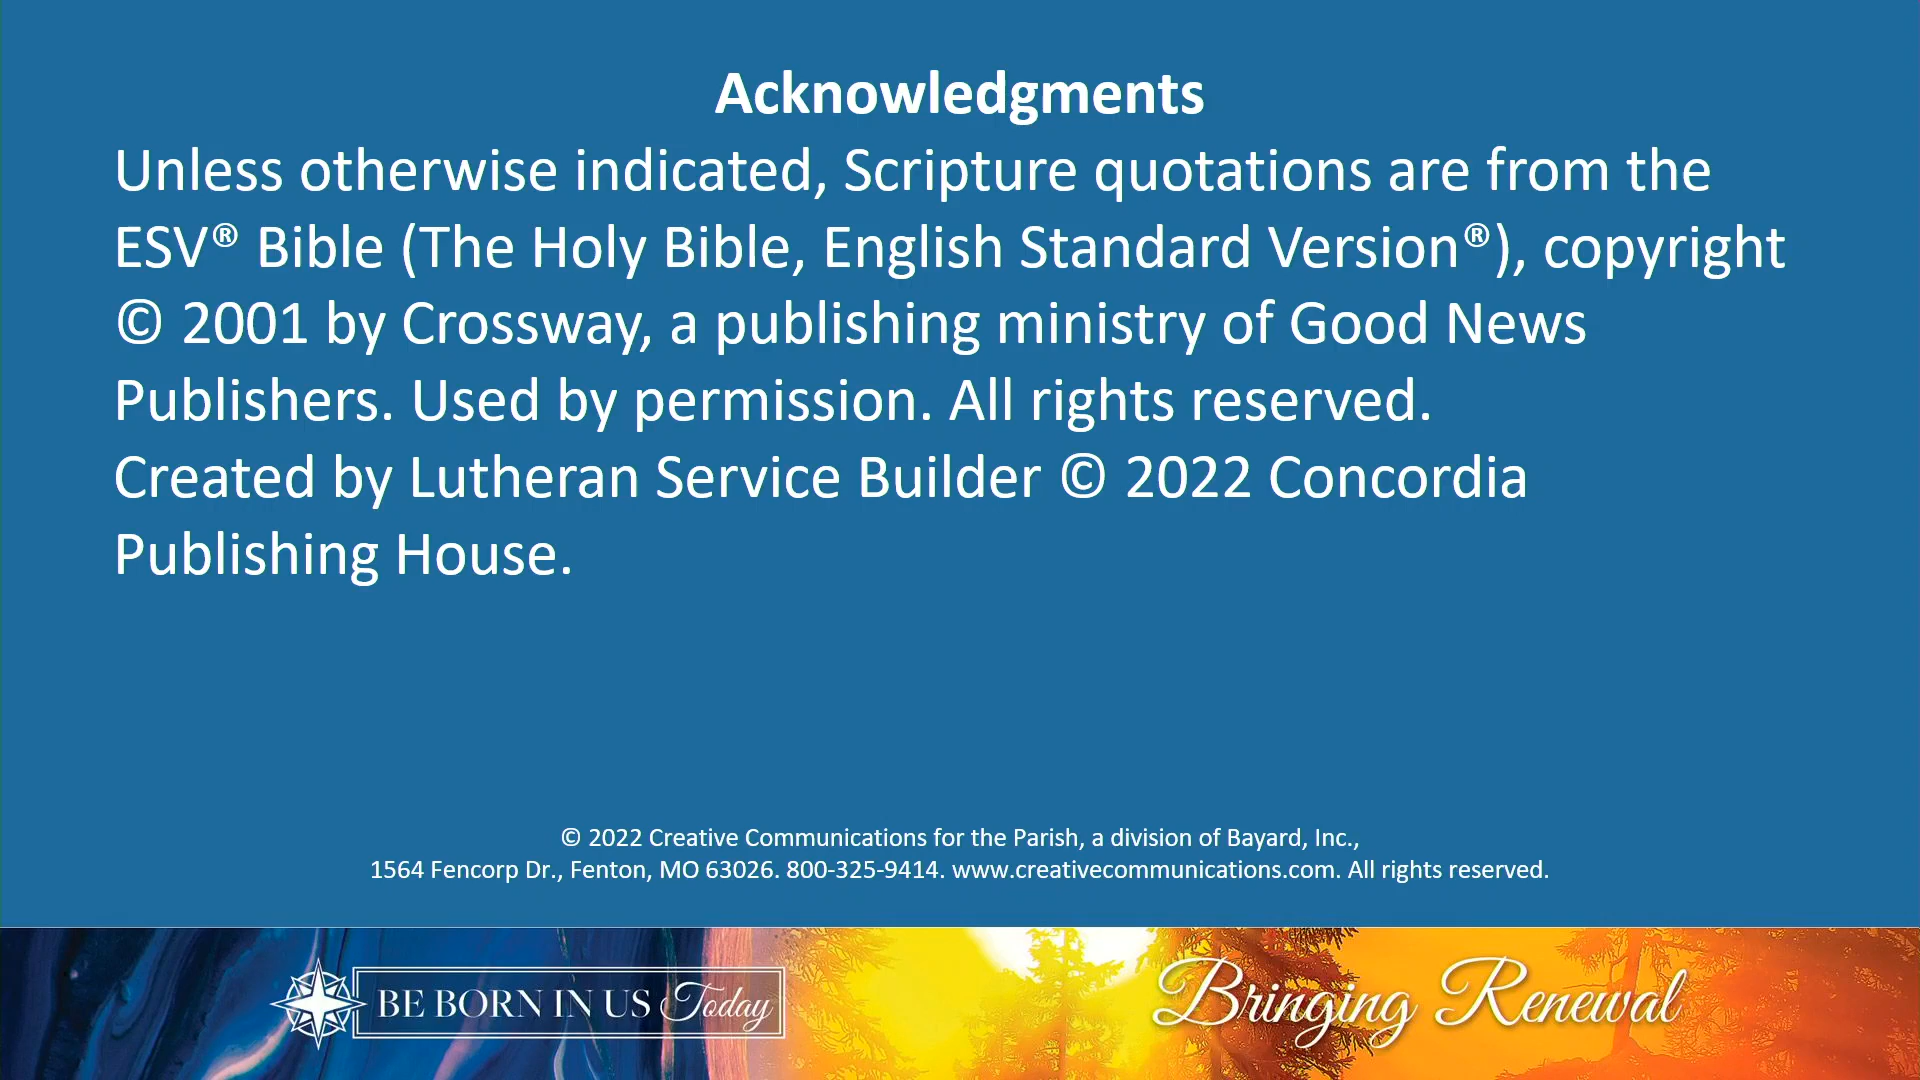 Acknowledgments
Unless otherwise indicated, Scripture quotations are from the
ESV® Bible (The Holy Bible, English Standard Version®), copyright
© 2001 by Crossway, a publishing ministry of Good News
Publishers. Used by permission. All rights reserved.
Created by Lutheran Service Builder © 2022 Concordia
Publishing House.
© 2022 Creative Communications for the Parish, a division of Bayard, Inc.,
1564 Fencorp Dr., Fenton, MO 63026. 800-325-9414. www.creativecommunications.com. All rights reserved.
BE BORN IN US Today
Bringing Renewal